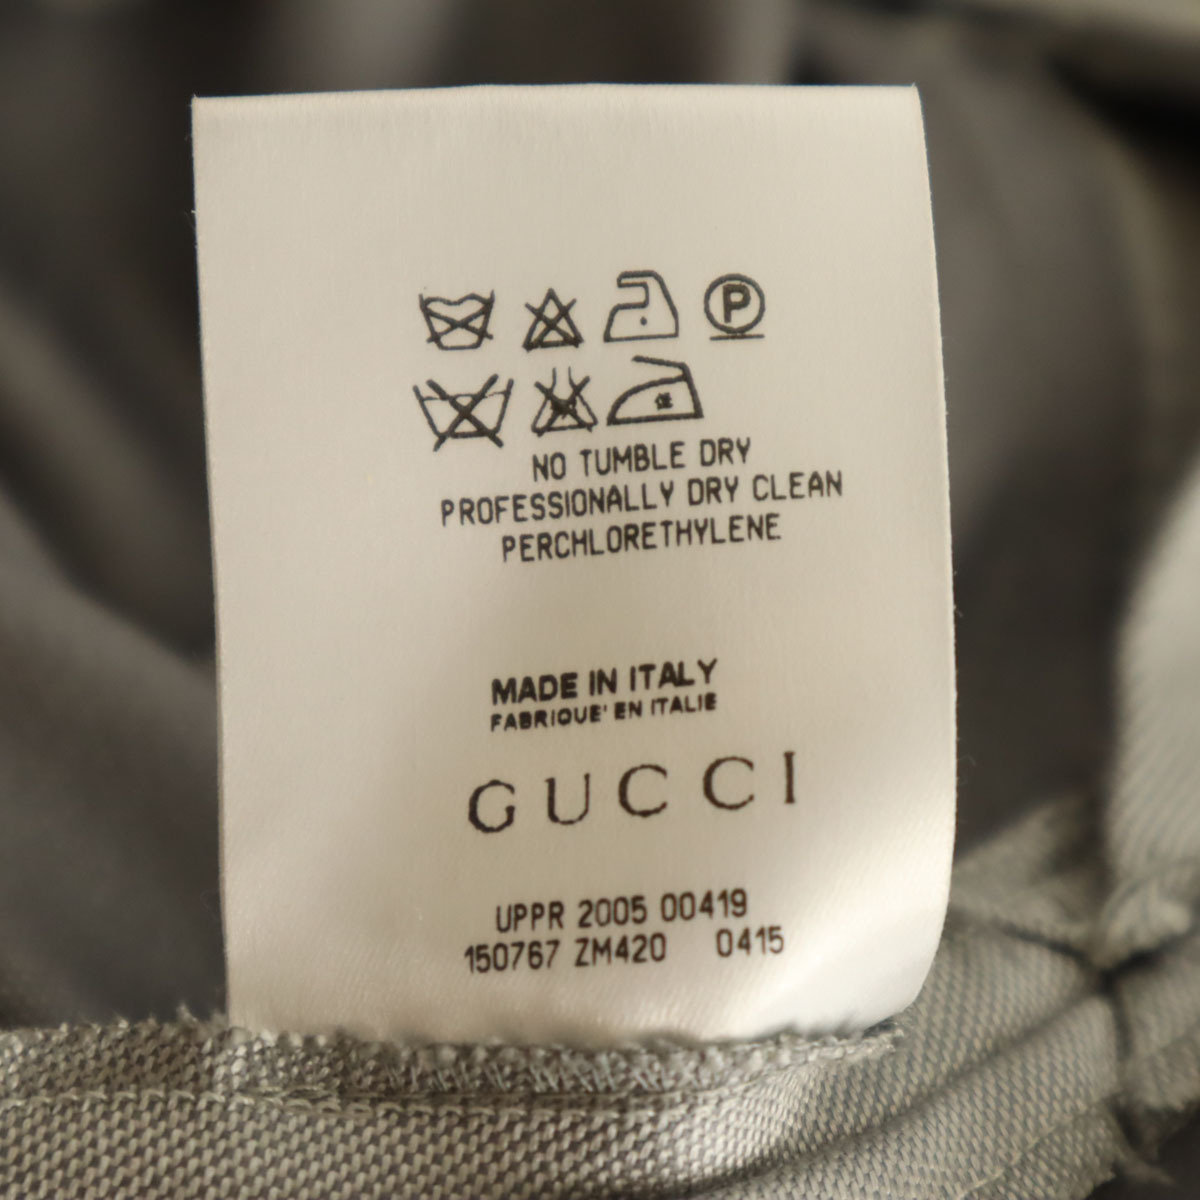 P
NO TUMBLE DRY
PROFESSIONALLY DRY CLEAN
PERCHLORETHYLENE
MADE IN ITALY
FABRIQUE' EN ITALIE
GUCCI
UPPR 2005 00419
150767 ZM420 0415